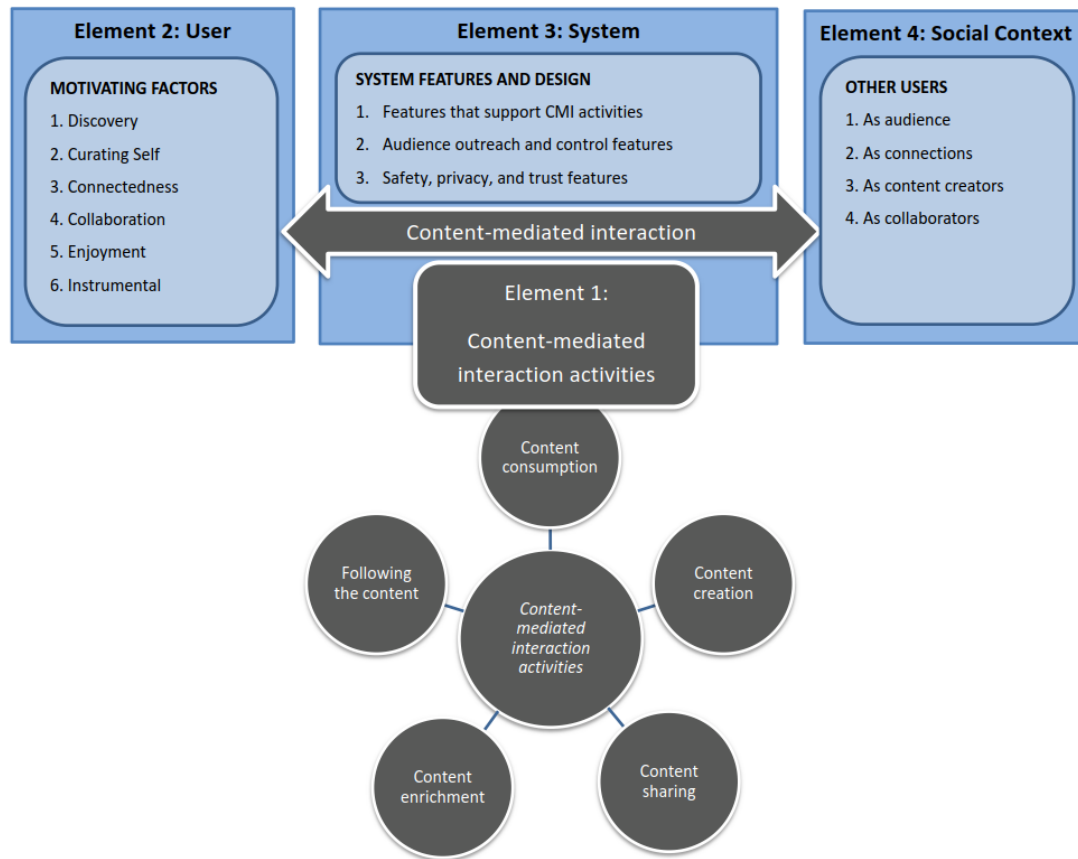 Element 2: User
MOTIVATING FACTORS
1. Discovery
2. Curating Self
3. Connectedness
4. Collaboration
5. Enjoyment
6. Instrumental
Element 3: System
SYSTEM FEATURES AND DESIGN
1. Features that support CMI activities
2. Audience outreach and control features
3. Safety, privacy, and trust features
Element 4: Social Context
OTHER USERS
1. As audience
2. As connections
3. As content creators
4. As collaborators
Content-mediated interaction
Element 1:
Content-mediated
interaction activities
Content
consumption
Following
the content
Content
creation
Content-
mediated
interaction
activities
Content
enrichment
Content
sharing